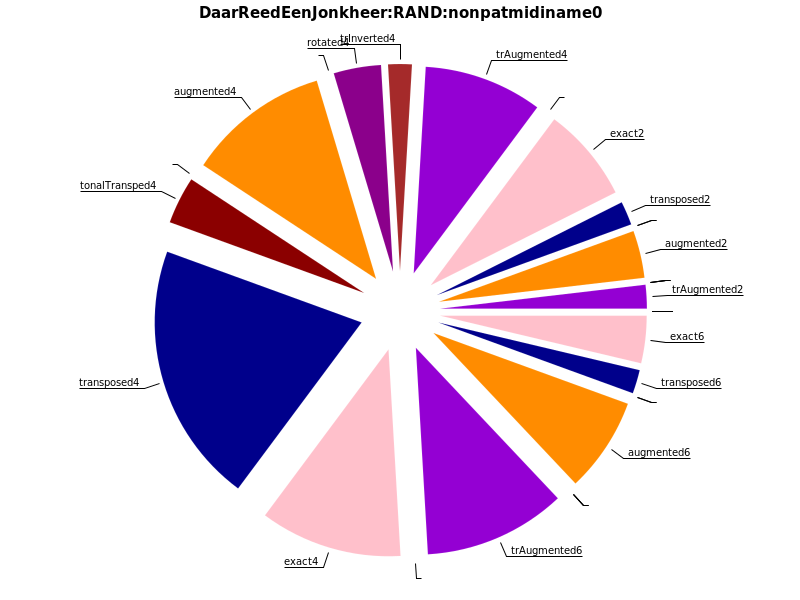 DaarReedEenJonkheer:RAND:nonpatmidiname0
trInverted4
rotated4
trAugmented4
augmented4
exact2
tonalTransped4
transposed2
augmented2
trAugmented2
exact6
transposed4
transposed6
augmented6
trAugmented6
exact4